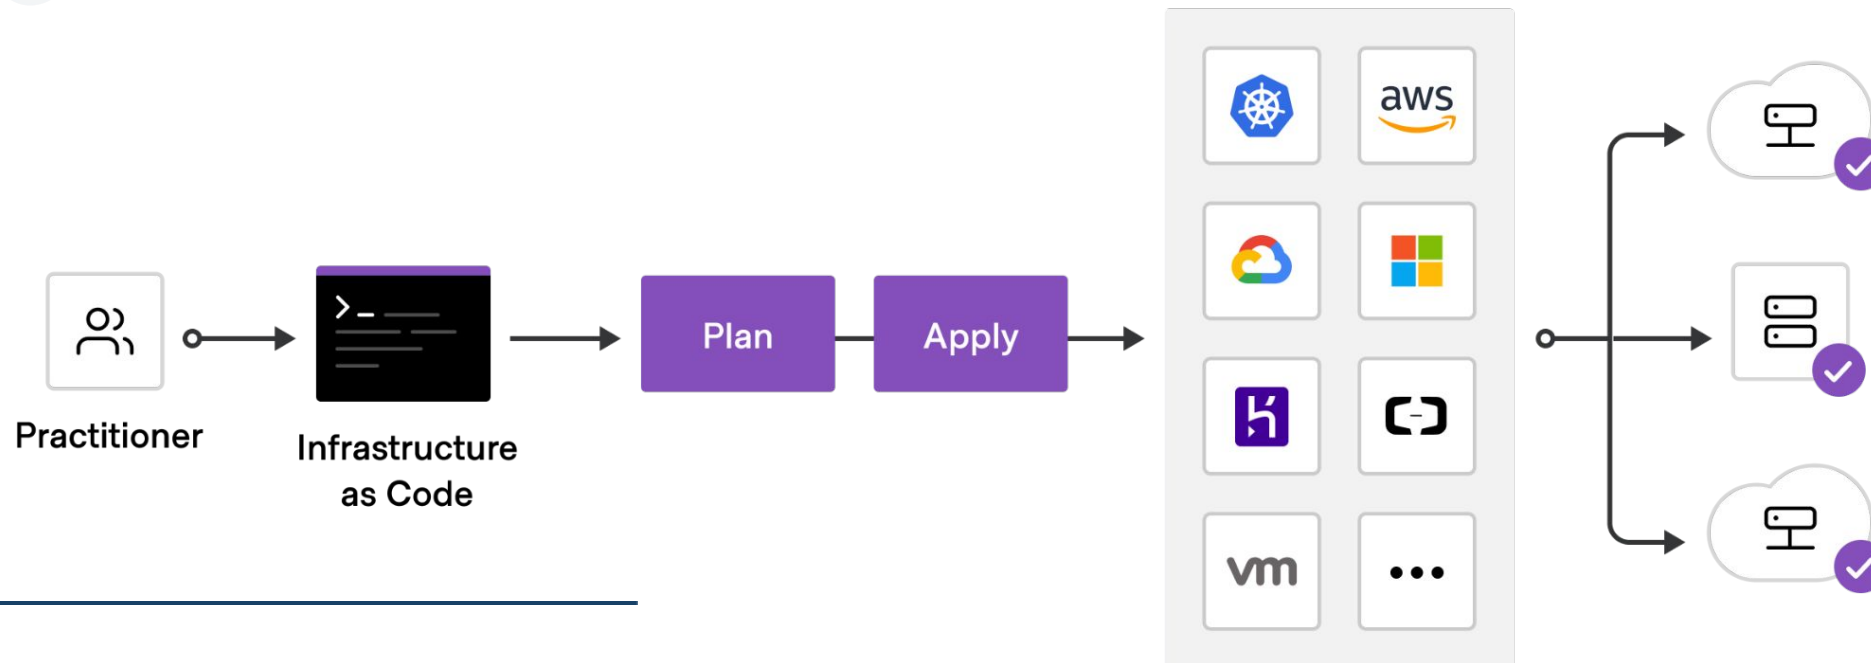 Practitioner
Infrastructure
as Code
Plan
Apply
aws
vm